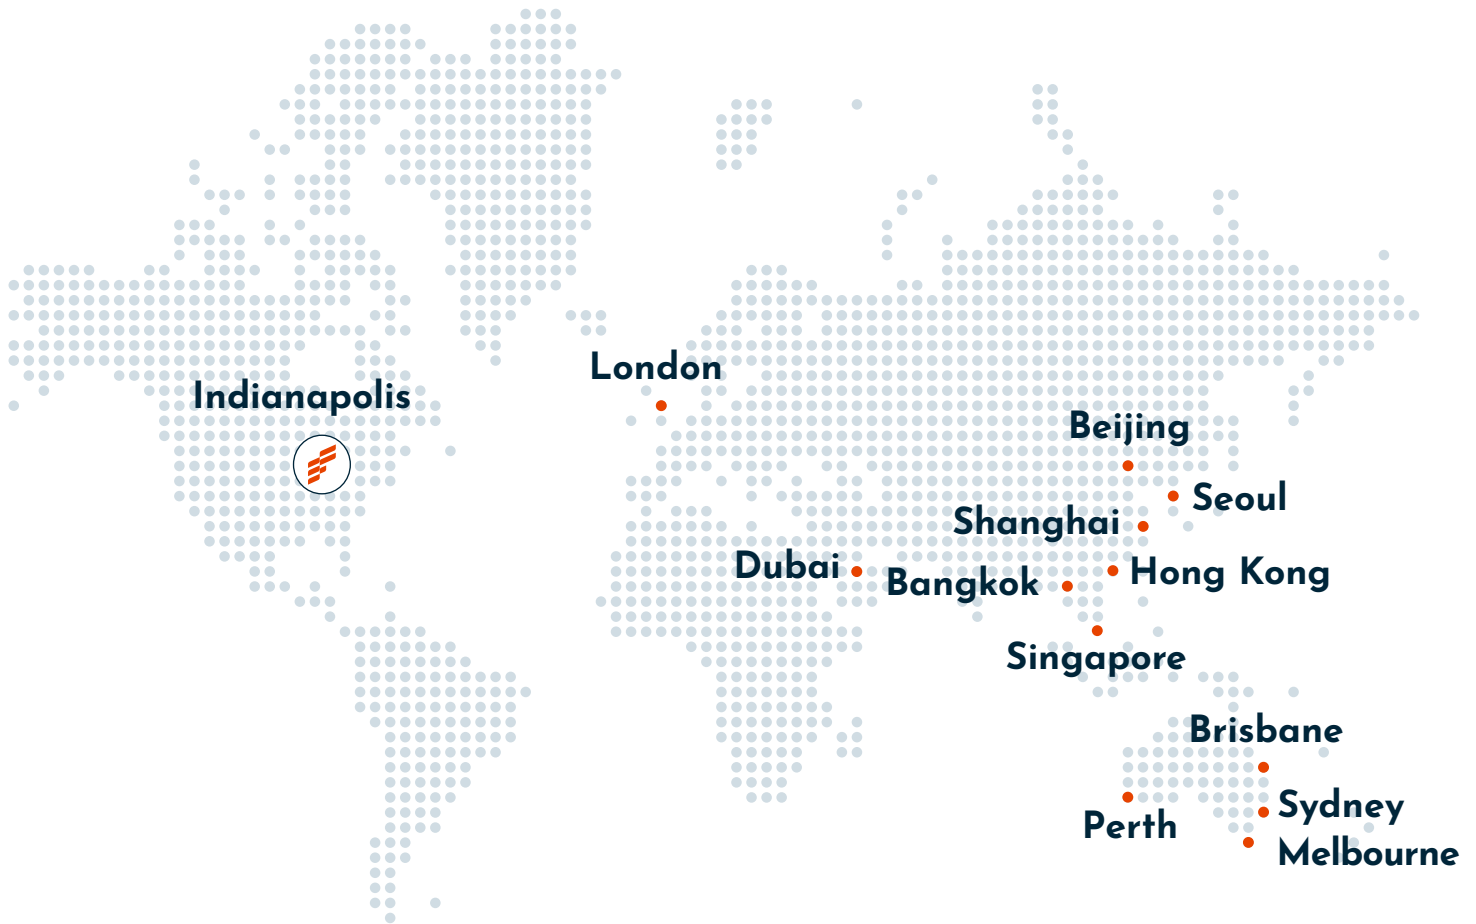 London
Indianapolis
Beijing
Seoul
Shanghai
Dubai
Bangkok
Hong Kong
Singapore
Brisbane
Sydney
Perth
Melbourne